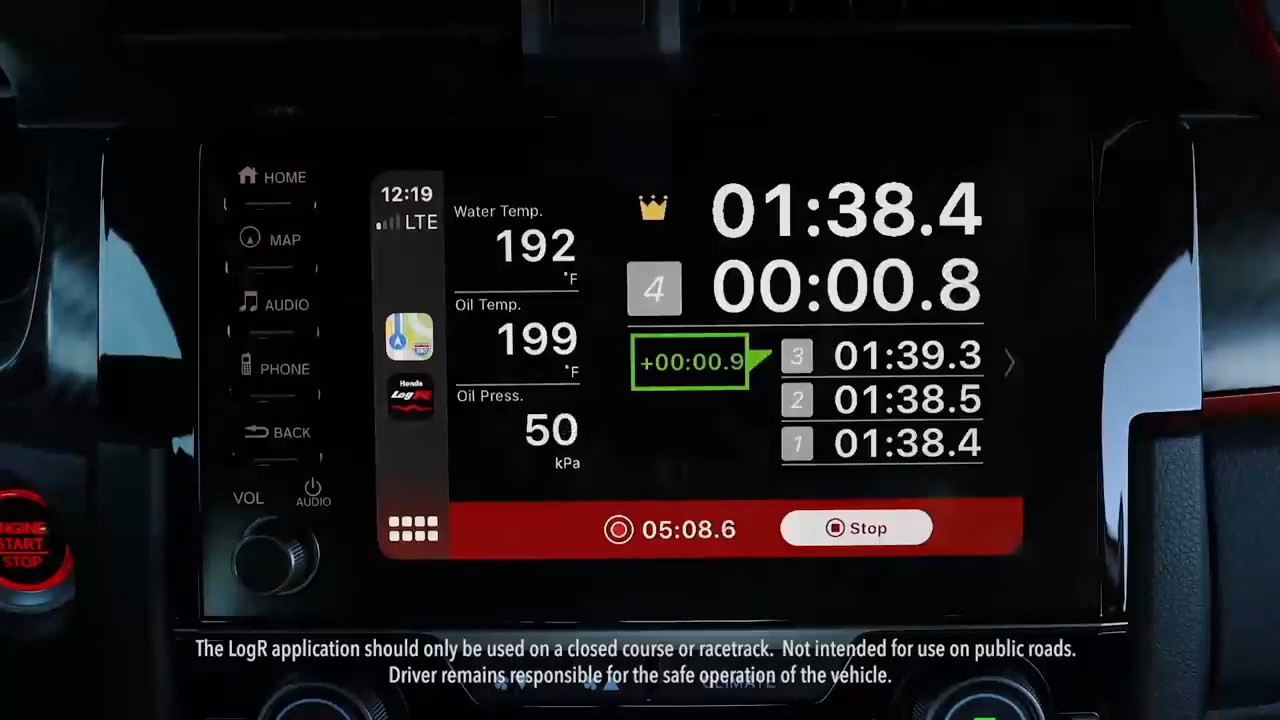 HOME
MAP
AUDIO
PHONE
BACK
VOL
AUDIO
ENGINE
START
STOP
12:19
LTE
Honda
LogR
Water Temp.
192
°F
Oil Temp.
199
°F
Oil Press.
50
kPa
01:38.4
4 00:00.8
+00:00.9
3 01:39.3
2 01:38.5
1 01:38.4
05:08.6
Stop
The LogR application should only be used on a closed course or racetrack. Not intended for use on public roads.
Driver remains responsible for the safe operation of the vehicle.
CLIMATE